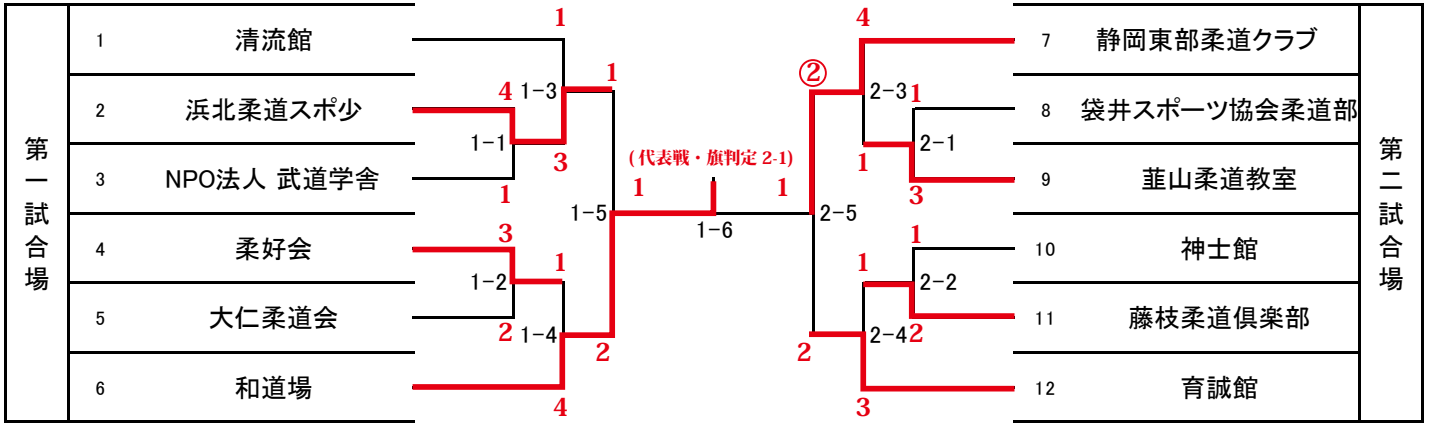 第一試合場
1 清流館
2 浜北柔道スポ少
3 NPO法人 武道学舎
4 柔好会
5 大仁柔道会
6 和道場
1
4
1-3
1
1-1
3
1
1-5
3
1
1-2
2
1-4
2
4
(代表戦・旗判定 2-1)
1
1
1-6
4
②
2-3
1
2-1
1
3
2-5
1
1
2-2
2-4
2
2
3
7 静岡東部柔道クラブ
8 袋井スポーツ協会柔道部
9 韮山柔道教室
10 神士館
11 藤枝柔道倶楽部
12 育誠館
第二試合場